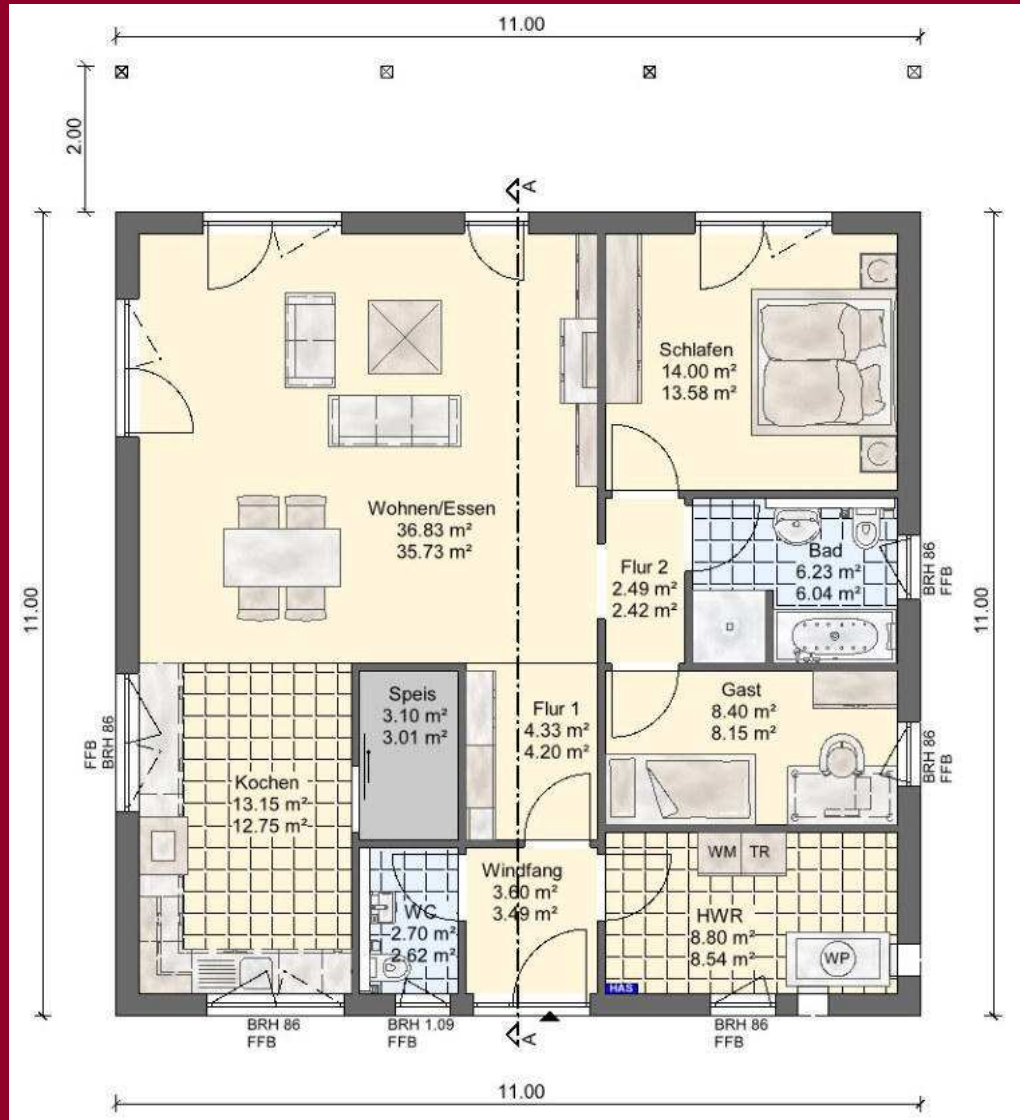 11.00
2.00
A
Schlafen
14.00 m²
13.58 m²
Wohnen/Essen
36.83 m²
35.73 m²
Flur 2
2.49 m²
2.42 m²
Bad
6.23 m²
6.04 m²
BRH 86
FFB
11.00
11.00
Speis
3.10 m²
3.01 m²
Flur 1
4.33 m²
4.20 m²
Gast
8.40 m²
8.15 m²
BRH 86
FFB
FFB
BRH 86
Kochen
13.15 m²
12.75 m²
WM TR
Windfang
3.60 m²
3.49 m²
WC
2.70 m²
2.62 m²
HWR
8.80 m²
8.54 m²
WP
HAS
BRH 86
FFB
BRH 1.09
FFB
A
BRH 86
FFB
11.00